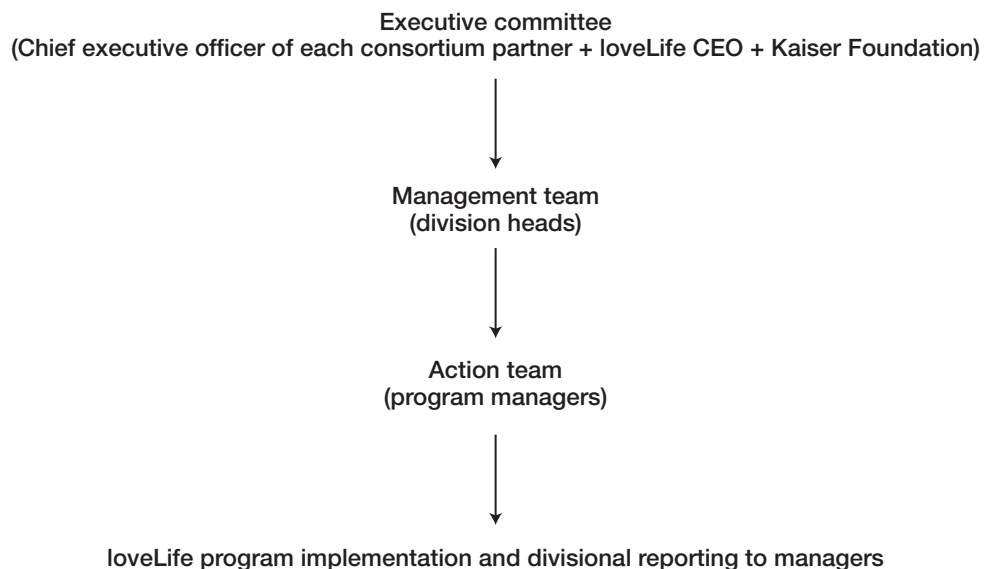 Executive committee
(Chief executive officer of each consortium partner + loveLife CEO + Kaiser Foundation)
Management team
(division heads)
Action team
(program managers)
loveLife program implementation and divisional reporting to managers